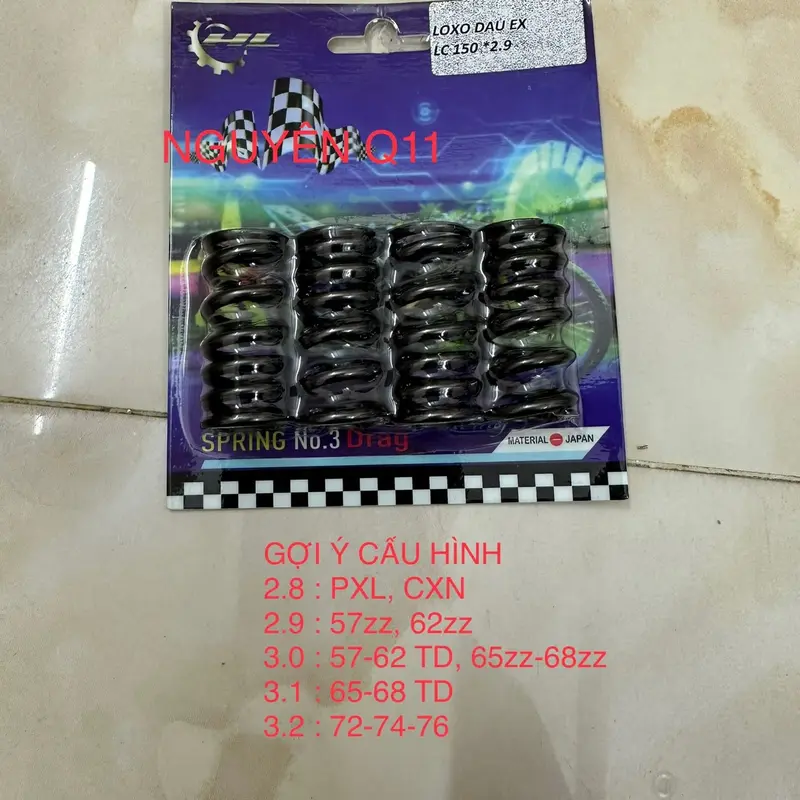 LOXO DAU EX
LC 150 *2.9
NGUYÊN Q11
SPRING No.3 Drag
MATERIAL JAPAN
GỢI Ý CẤU HÌNH
2.8 : PXL, CXN
2.9 : 57zz, 62zz
3.0 : 57-62 TD, 65zz-68zz
3.1 : 65-68 TD
3.2 : 72-74-76